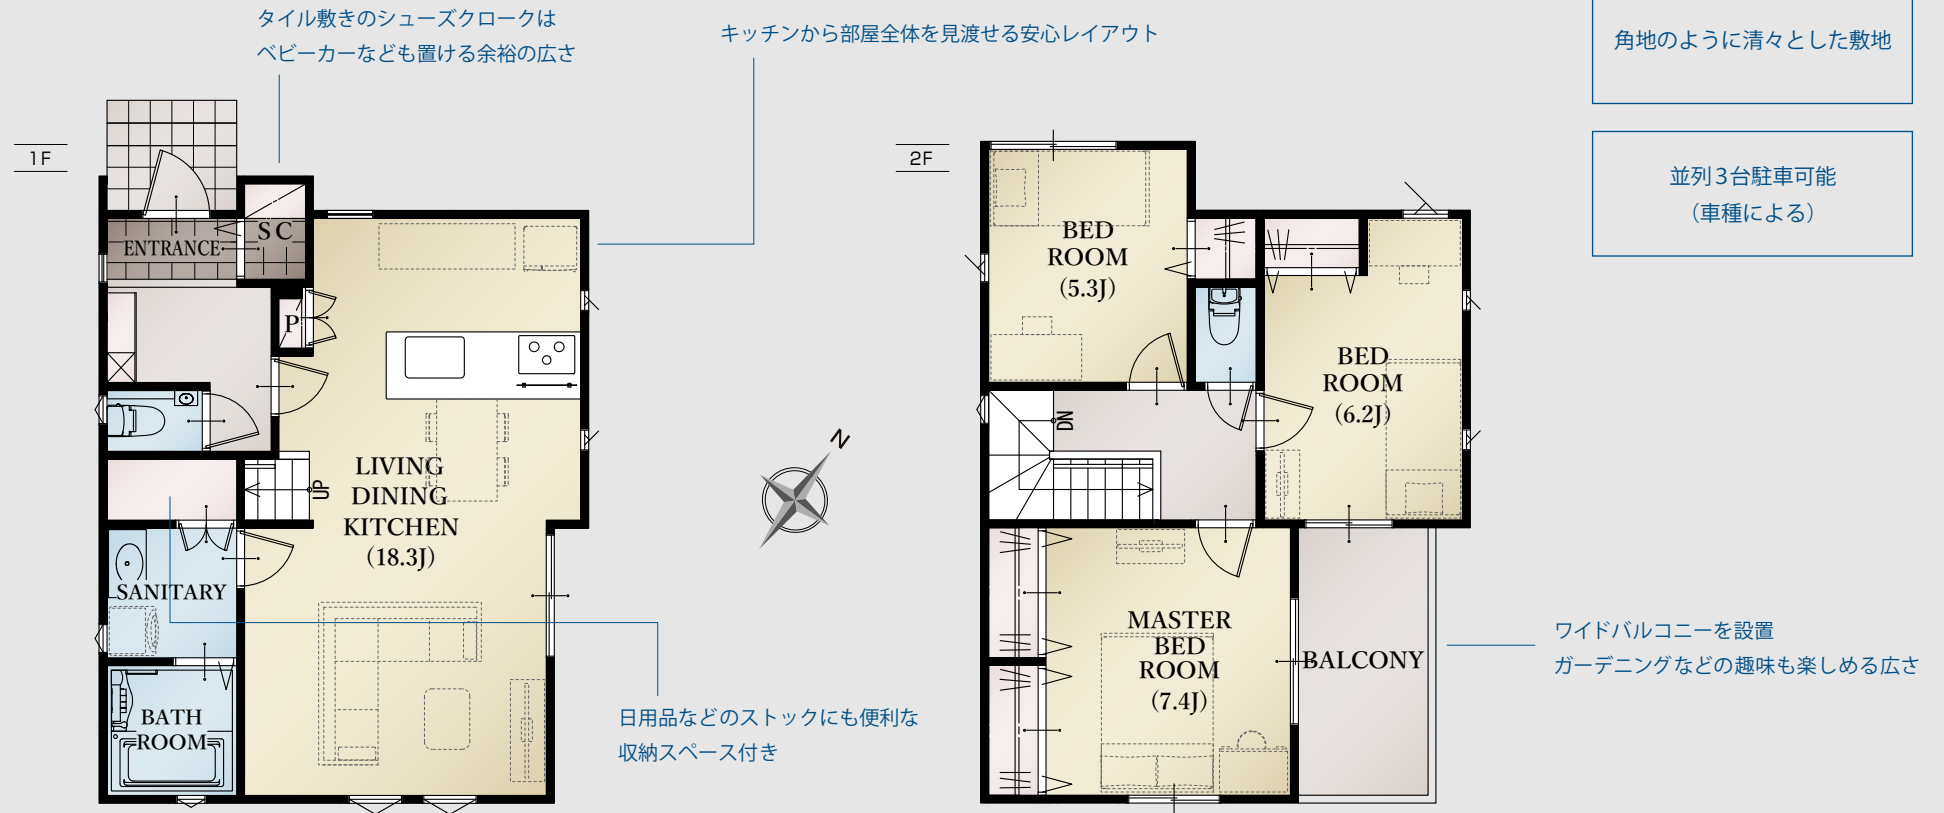 タイル敷きのシューズクロークは
ベビーカーなども置ける余裕の広さ
キッチンから部屋全体を見渡せる安心レイアウト
角地のように清々とした敷地
並列3台駐車可能
(車種による)
1F
ENTRANCE
SC
P
UP
LIVING
DINING
KITCHEN
(18.3J)
SANITARY
BATH
ROOM
日用品などのストックにも便利な
収納スペース付き
N
2F
BED
ROOM
(5.3J)
BED
ROOM
(6.2J)
DN
MASTER
BED
ROOM
(7.4J)
BALCONY
ワイドバルコニーを設置
ガーデニングなどの趣味も楽しめる広さ